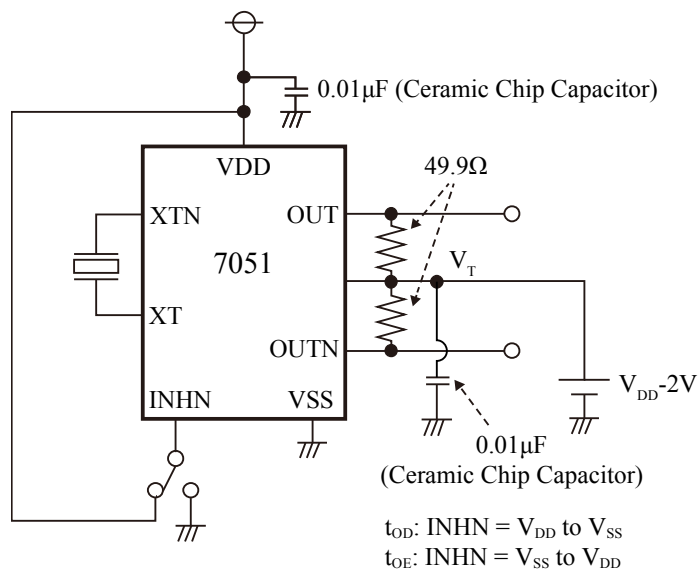 0.01μF (Ceramic Chip Capacitor)
VDD
49.9Ω
XTN
OUT
7051
V_T
XT
OUTN
V_DD-2V
INHN
VSS
0.01μF
(Ceramic Chip Capacitor)
t_OD: INHN = V_DD to V_SS
t_OE: INHN = V_SS to V_DD